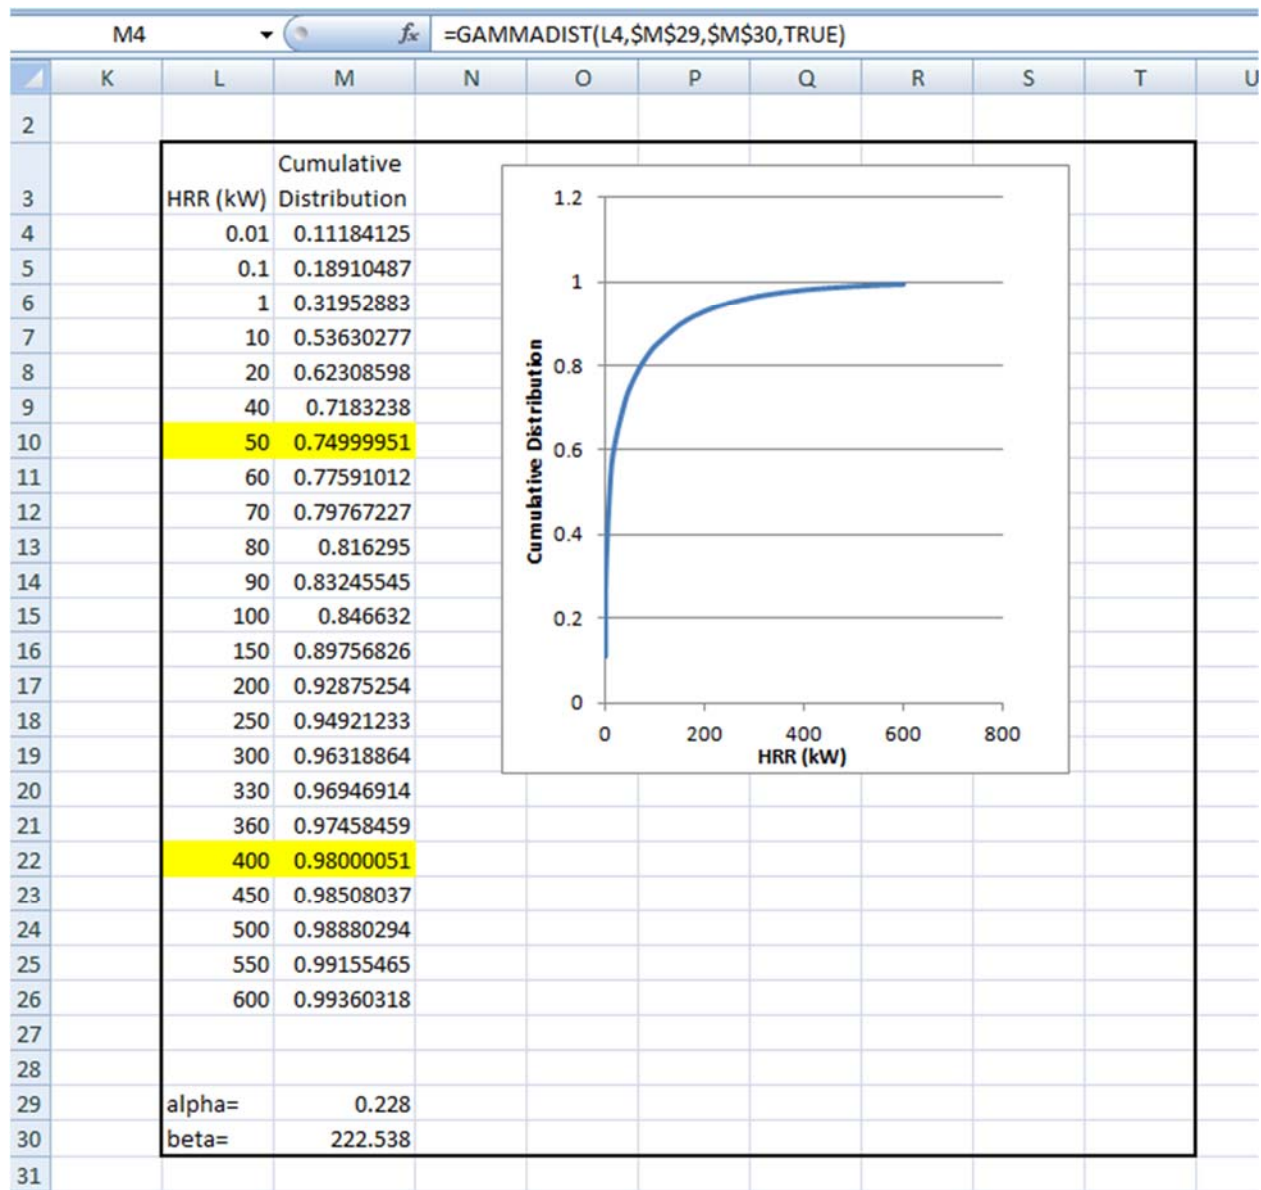 M4 fx =GAMMADIST(L4,$M$29,$M$30,TRUE)
K L M N O P Q R S T U
2
Cumulative
3 HRR (kW) Distribution
4 0.01 0.11184125
5 0.1 0.18910487
6 1 0.31952883
7 10 0.53630277
8 20 0.62308598
9 40 0.7183238
10 50 0.74999951
11 60 0.77591012
12 70 0.79767227
13 80 0.816295
14 90 0.83245545
15 100 0.846632
16 150 0.89756826
17 200 0.92875254
18 250 0.94921233
19 300 0.96318864
20 330 0.96946914
21 360 0.97458459
22 400 0.98000051
23 450 0.98508037
24 500 0.98880294
25 550 0.99155465
26 600 0.99360318
27
28
29 alpha= 0.228
30 beta= 222.538
31
Cumulative Distribution
1.2
1
0.8
0.6
0.4
0.2
0
0 200 400 600 800
HRR (kW)